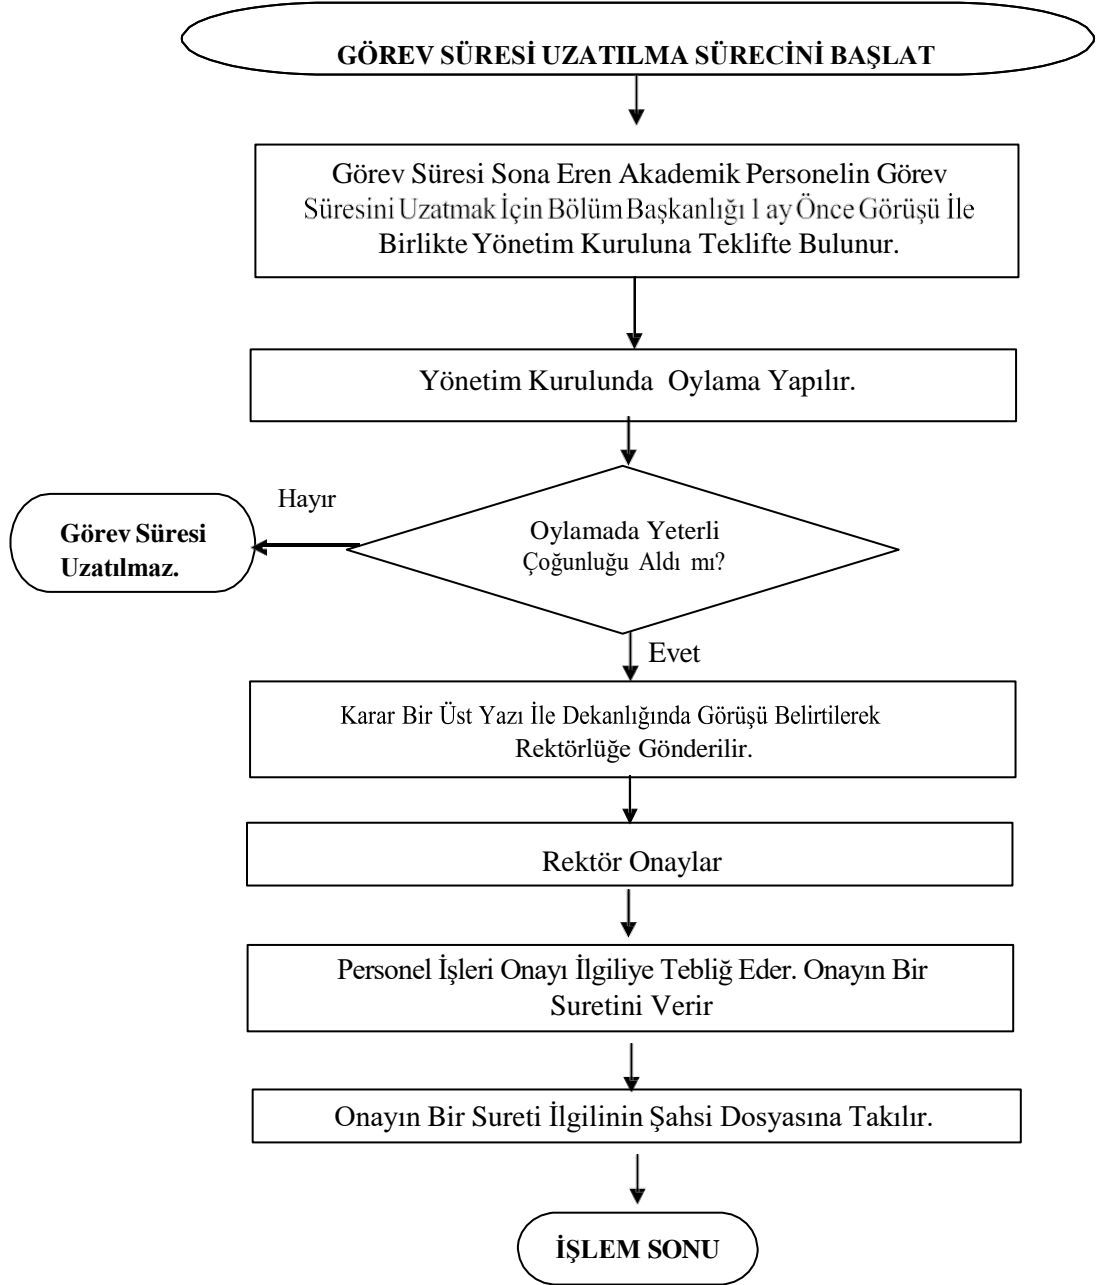 GÖREV SÜRESİ UZATILMA SÜRECİNİ BAŞLAT
Görev Süresi Sona Eren Akademik Personelin Görev
Süresini Uzatmak İçin Bölüm Başkanlığı 1 ay Önce Görüşü İle
Birlikte Yönetim Kuruluna Teklifte Bulunur.
Yönetim Kurulunda Oylama Yapılır.
Hayır
Görev Süresi
Uzatılmaz.
Oylamada Yeterli
Çoğunluğu Aldı mı?
Evet
Karar Bir Üst Yazı İle Dekanlığında Görüşü Belirtilerek
Rektörlüğe Gönderilir.
Rektör Onaylar
Personel İşleri Onayı İlgiliye Tebliğ Eder. Onayın Bir
Suretini Verir
Onayın Bir Sureti İlgilinin Şahsi Dosyasına Takılır.
İŞLEM SONU